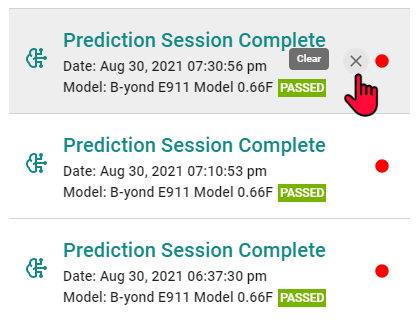 Prediction Session Complete
Clear
Date: Aug 30, 2021 07:30:56 pm
Model: B-yond E911 Model 0.66F PASSED
Prediction Session Complete
Date: Aug 30, 2021 07:10:53 pm
Model: B-yond E911 Model 0.66F PASSED
Prediction Session Complete
Date: Aug 30, 2021 06:37:30 pm
Model: B-yond E911 Model 0.66F PASSED